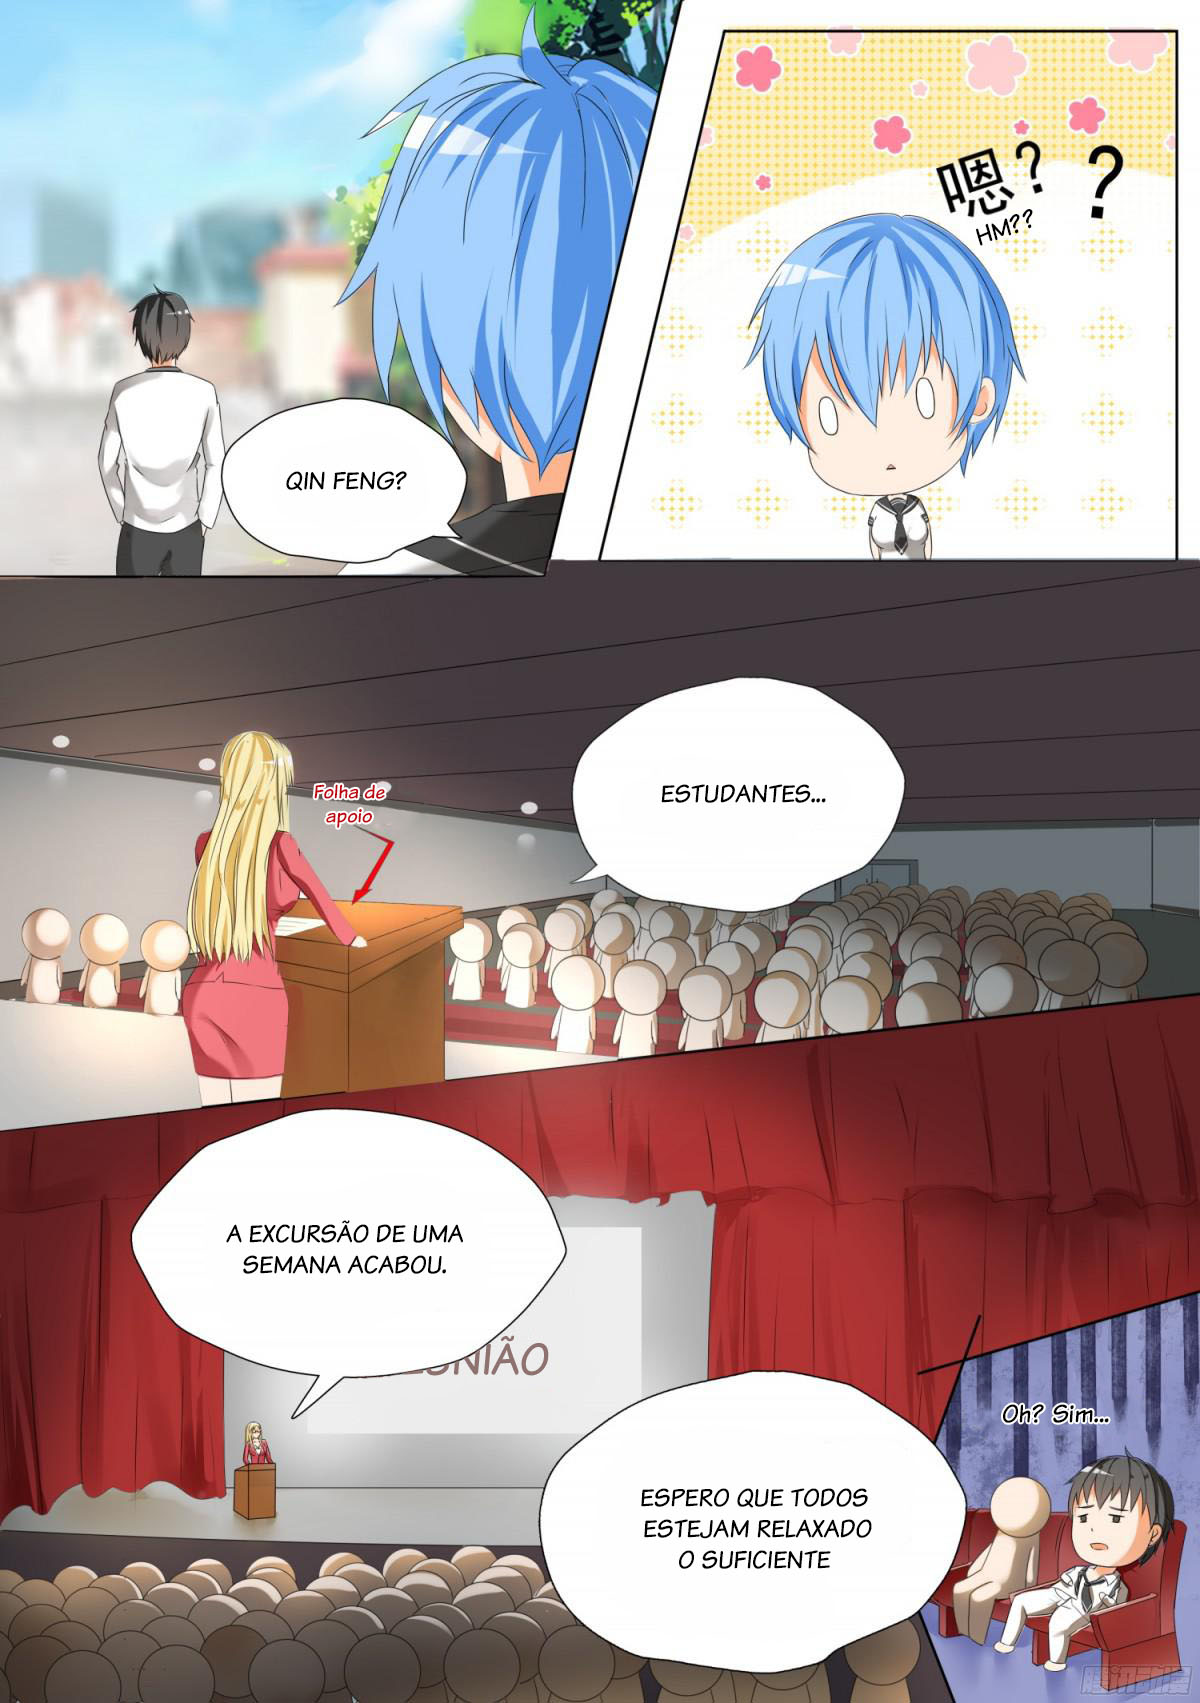 QIN FENG?
嗯??
HM??
ESTUDANTES...
Folha de
apoio
A EXCURSÃO DE UMA
SEMANA ACABOU.
NIÃO
ESPERO QUE TODOS
ESTEJAM RELAXADO
O SUFICIENTE
Oh? Sim...